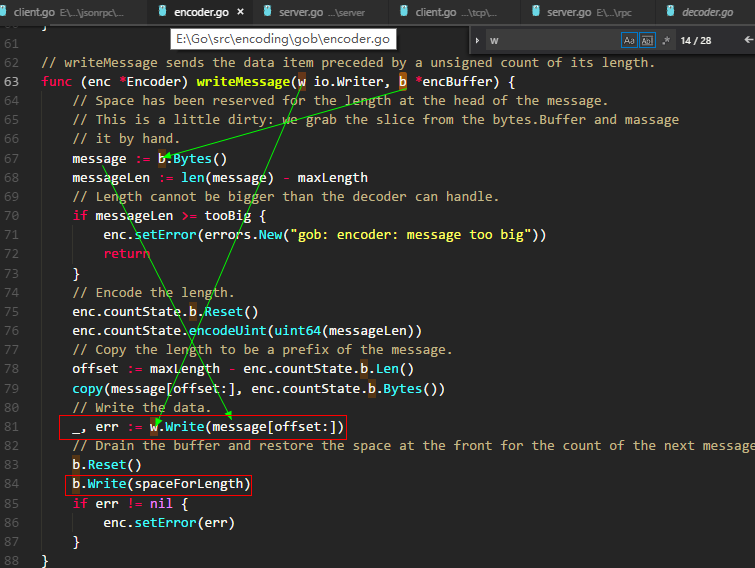 client.go E:\...\jsonrpc\... encoder.go × server.go ...\server client.go ...\tcp\... server.go E:\...\rpc decoder.go
E:\Go\src\encoding\gob\encoder.go
w Aa Ab .* 14 / 28
61
62 // writeMessage sends the data item preceded by a unsigned count of its length.
63 func (enc *Encoder) writeMessage(w io.Writer, b *encBuffer) {
64 // Space has been reserved for the length at the head of the message.
65 // This is a little dirty: we grab the slice from the bytes.Buffer and massage
66 // it by hand.
67 message := b.Bytes()
68 messageLen := len(message) - maxLength
69 // Length cannot be bigger than the decoder can handle.
70 if messageLen >= tooBig {
71 enc.setError(errors.New("gob: encoder: message too big"))
72 return
73 }
74 // Encode the length.
75 enc.countState.b.Reset()
76 enc.countState.encodeUint(uint64(messageLen))
77 // Copy the length to be a prefix of the message.
78 offset := maxLength - enc.countState.b.Len()
79 copy(message[offset:], enc.countState.b.Bytes())
80 // Write the data.
81 _, err := w.Write(message[offset:])
82 // Drain the buffer and restore the space at the front for the count of the next message
83 b.Reset()
84 b.Write(spaceForLength)
85 if err != nil {
86 enc.setError(err)
87 }
88 }